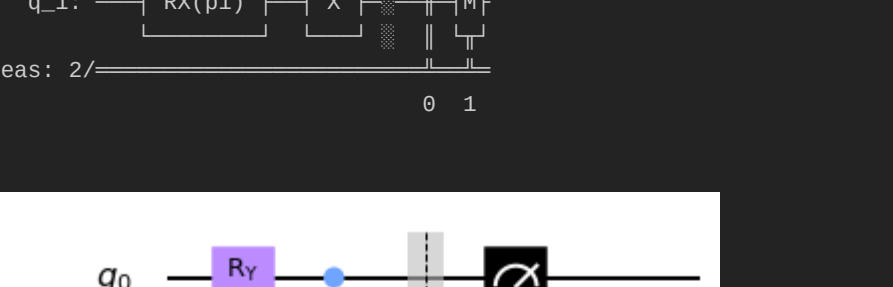 q_1: ───┤ RX(pi) ├──┤ X ├─░──╫─┤M├
└────────┘ └───┘ ░ ║ └╥┘
eas: 2/══════════════════════════╩══╩═
0 1
q0 RY